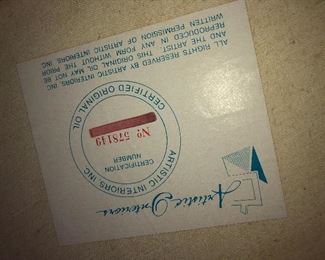 Artistic Interiors
ARTISTIC INTERIORS, INC.
CERTIFICATION
NUMBER
No 578149
CERTIFIED ORIGINAL OIL
ALL RIGHTS RESERVED BY ARTISTIC INTERIORS, INC.
AND THE ARTIST. THIS ORIGINAL OIL MAY NOT BE
REPRODUCED IN ANY FORM WITHOUT THE PRIOR
WRITTEN PERMISSION OF ARTISTIC INTERIORS, INC.